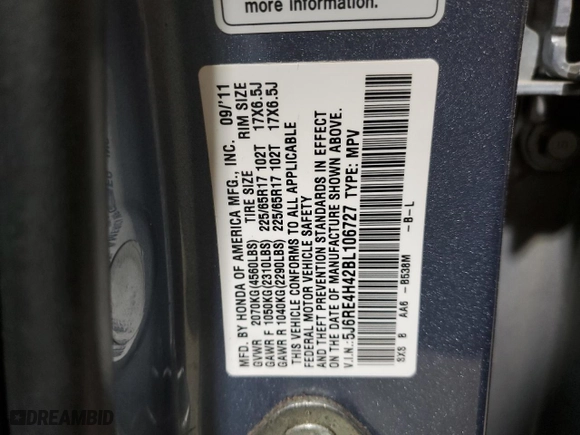 more information.
MFD. BY HONDA OF AMERICA MFG., INC. 09/'11
TIRE SIZE RIM SIZE
GVWR 2070KG(4560LBS)
GAWR F 1050KG(2310LBS) 225/65R17 102T 17X6.5J
GAWR R 1040KG(2290LBS) 225/65R17 102T 17X6.5J
THIS VEHICLE CONFORMS TO ALL APPLICABLE
FEDERAL MOTOR VEHICLE SAFETY
AND THEFT PREVENTION STANDARDS IN EFFECT
ON THE DATE OF MANUFACTURE SHOWN ABOVE.
V.I.N.: 5J6RE4H42BL106727 TYPE: MPV
SXS B AA6 -B538M -B-L
DREAMBID